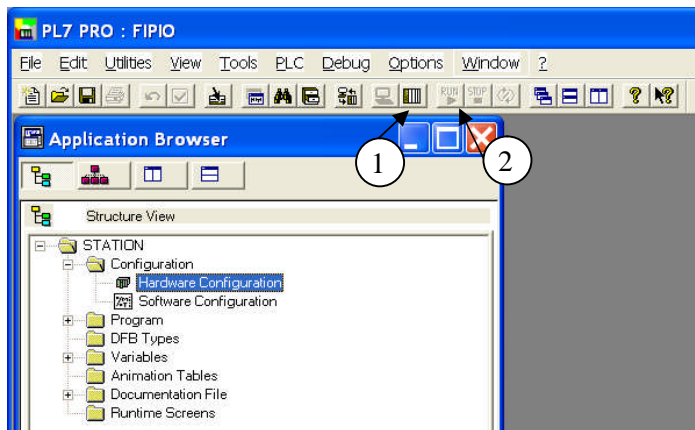 PL7 PRO : FIPIO
File Edit Utilities View Tools PLC Debug Options Window ?
RUN STOP
Application Browser
1 2
Structure View
STATION
Configuration
Hardware Configuration
Software Configuration
Program
DFB Types
Variables
Animation Tables
Documentation File
Runtime Screens